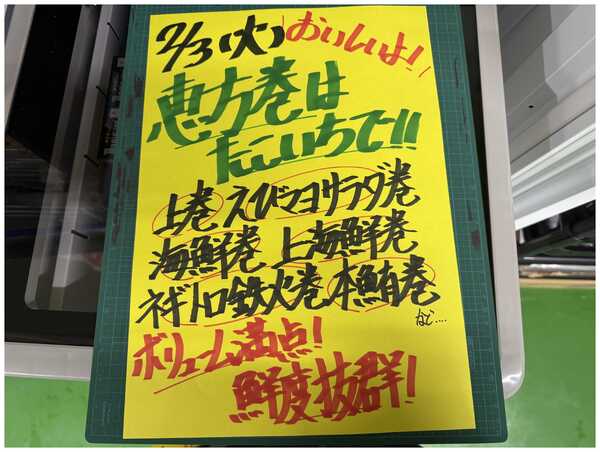 2/3(火)おいしいよ!!
恵方巻は
たこいちで!!
上巻 えびマヨサラダ巻
海鮮巻 上海鮮巻
ネギトロ鉄火巻 本鮪巻
など....
ボリューム満点!
鮮度抜群!